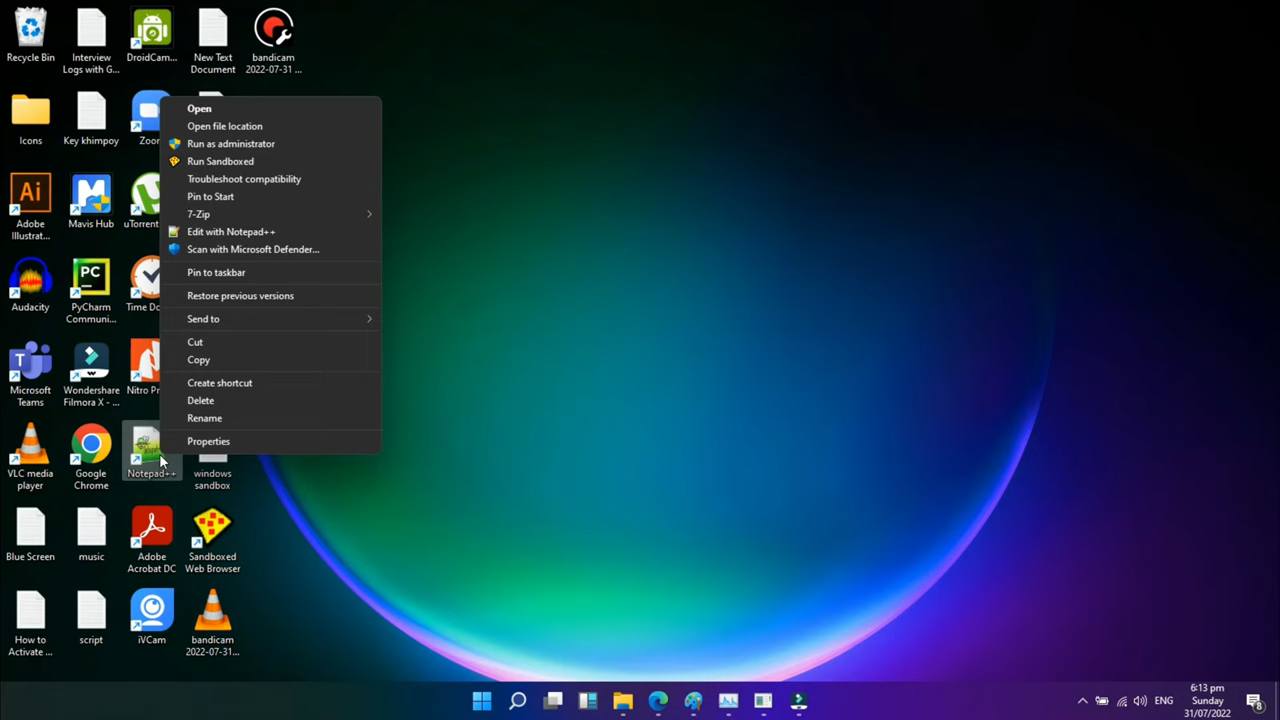 Recycle Bin
Interview
Logs with G...
DroidCam...
New Text
Document
bandicam
2022-07-31 ...
Icons
Key khimpoy
Zoo
Adobe
Illustrat...
Mavis Hub
uTorrent
Audacity
PyCharm
Communi...
Time Do
Microsoft
Teams
Wondershare
Filmora X - ...
Nitro Pr
VLC media
player
Google
Chrome
Notepad++
windows
sandbox
Blue Screen
music
Adobe
Acrobat DC
Sandboxed
Web Browser
How to
Activate ...
script
iVCam
bandicam
2022-07-31...
Open
Open file location
Run as administrator
Run Sandboxed
Troubleshoot compatibility
Pin to Start
7-Zip
Edit with Notepad++
Scan with Microsoft Defender...
Pin to taskbar
Restore previous versions
Send to
Cut
Copy
Create shortcut
Delete
Rename
Properties
ENG
6:13 pm
Sunday
31/07/2022
8
Ai
PC